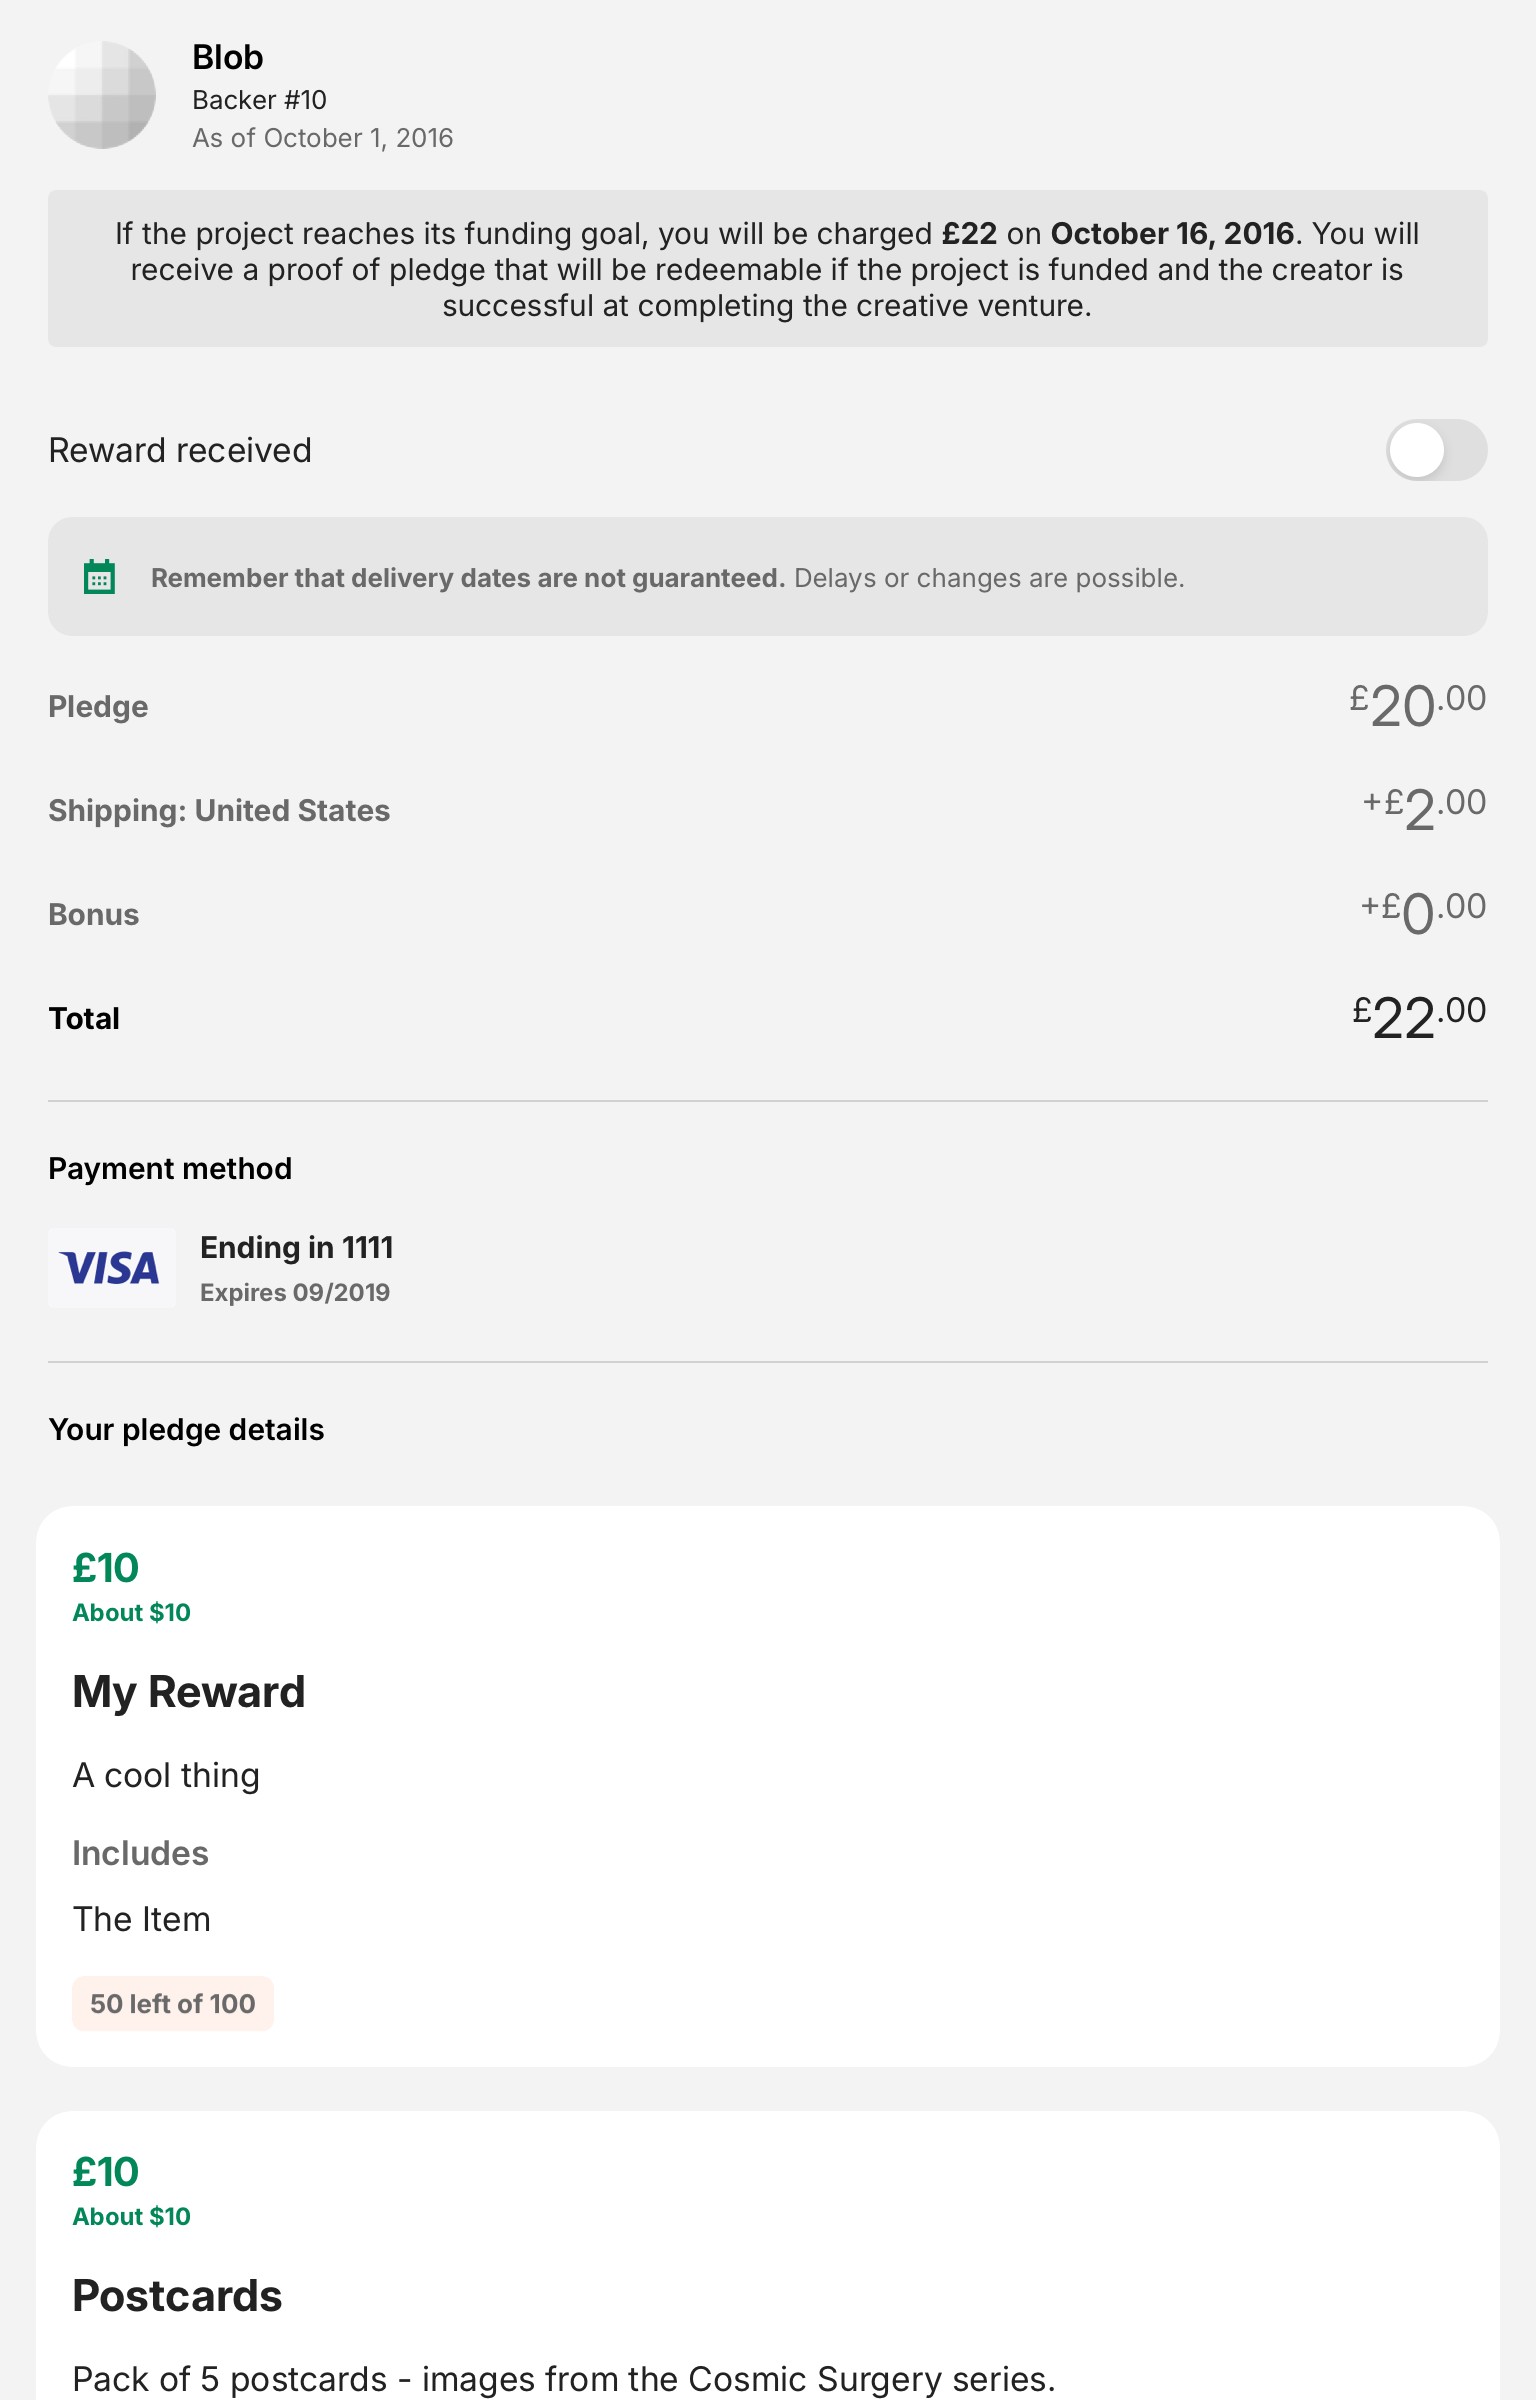 Blob
Backer #10
As of October 1, 2016
If the project reaches its funding goal, you will be charged £22 on October 16, 2016. You will
receive a proof of pledge that will be redeemable if the project is funded and the creator is
successful at completing the creative venture.
Reward received
Remember that delivery dates are not guaranteed. Delays or changes are possible.
Pledge £20.00
Shipping: United States +£2.00
Bonus +£0.00
Total £22.00
Payment method
VISA
Ending in 1111
Expires 09/2019
Your pledge details
£10
About $10
My Reward
A cool thing
Includes
The Item
50 left of 100
£10
About $10
Postcards
Pack of 5 postcards - images from the Cosmic Surgery series.